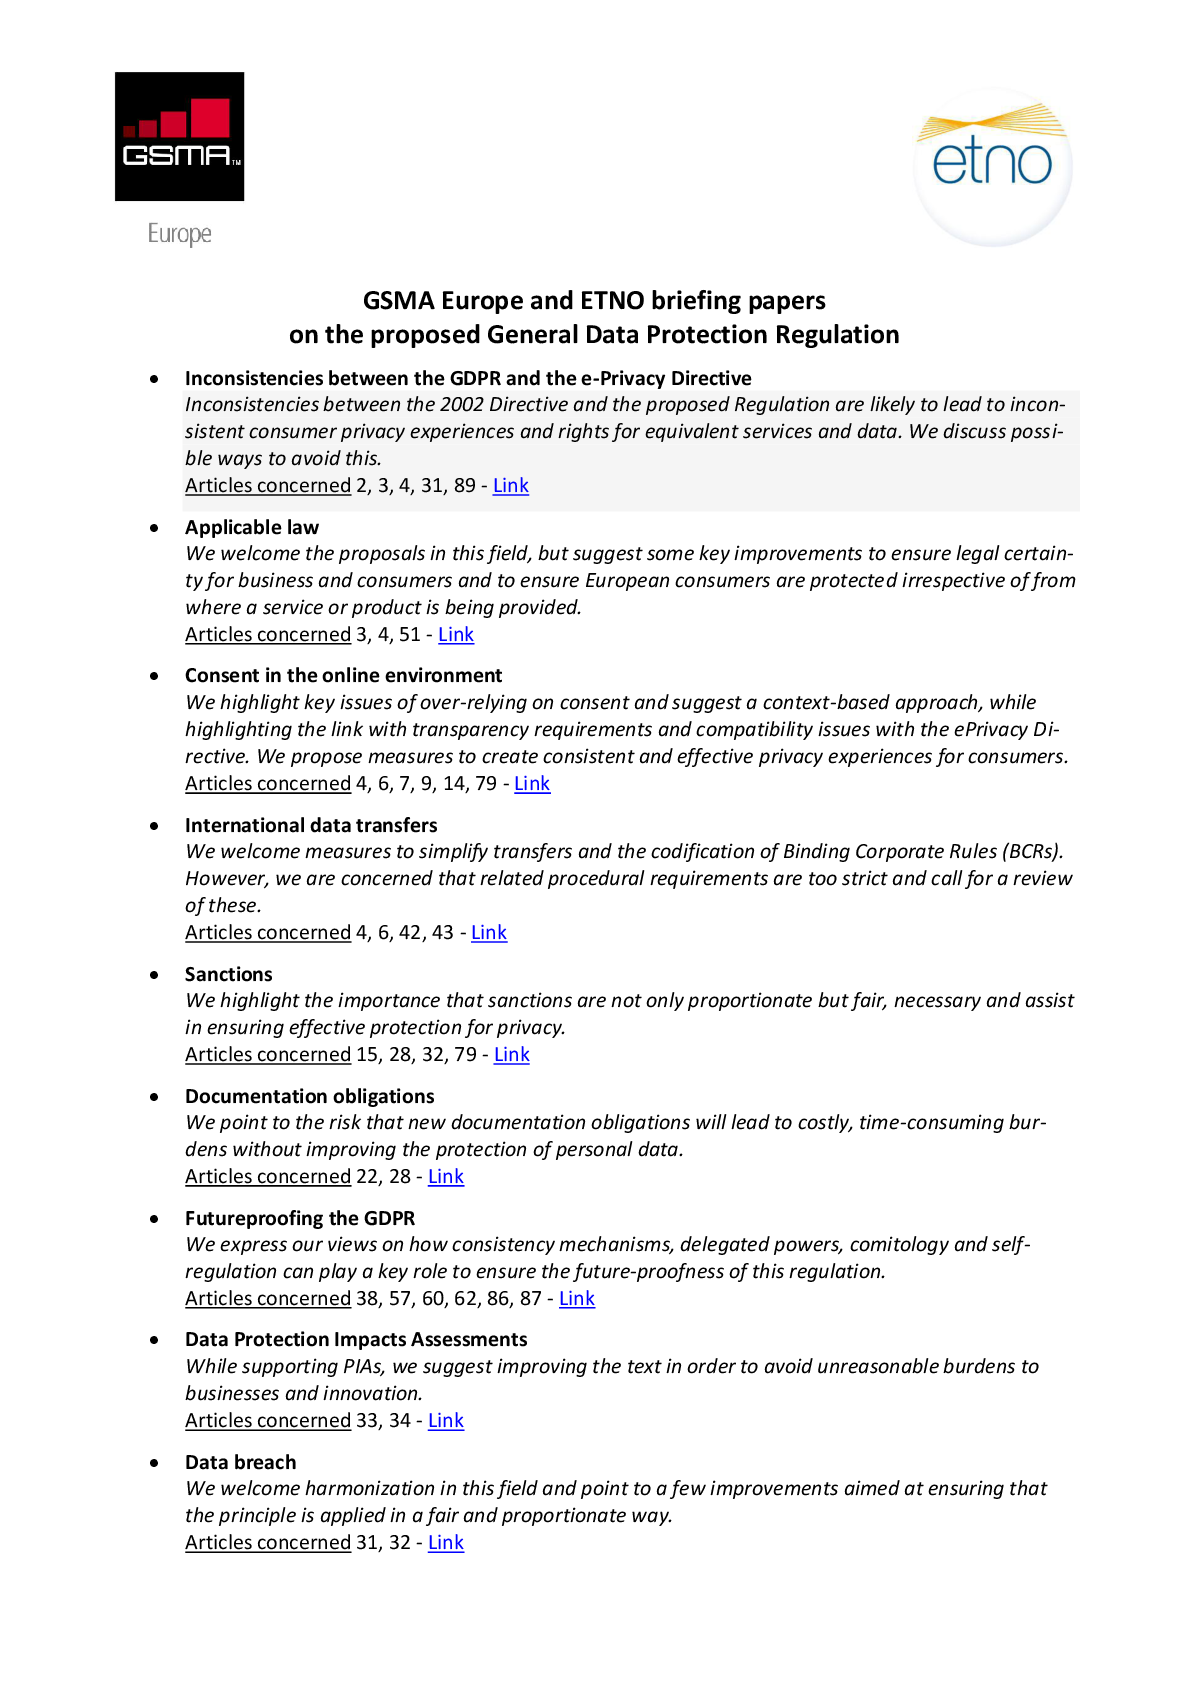 GSMA™
Europe
etno
GSMA Europe and ETNO briefing papers
on the proposed General Data Protection Regulation
• Inconsistencies between the GDPR and the e-Privacy Directive
Inconsistencies between the 2002 Directive and the proposed Regulation are likely to lead to incon-
sistent consumer privacy experiences and rights for equivalent services and data. We discuss possi-
ble ways to avoid this.
Articles concerned 2, 3, 4, 31, 89 - Link
• Applicable law
We welcome the proposals in this field, but suggest some key improvements to ensure legal certain-
ty for business and consumers and to ensure European consumers are protected irrespective of from
where a service or product is being provided.
Articles concerned 3, 4, 51 - Link
• Consent in the online environment
We highlight key issues of over-relying on consent and suggest a context-based approach, while
highlighting the link with transparency requirements and compatibility issues with the ePrivacy Di-
rective. We propose measures to create consistent and effective privacy experiences for consumers.
Articles concerned 4, 6, 7, 9, 14, 79 - Link
• International data transfers
We welcome measures to simplify transfers and the codification of Binding Corporate Rules (BCRs).
However, we are concerned that related procedural requirements are too strict and call for a review
of these.
Articles concerned 4, 6, 42, 43 - Link
• Sanctions
We highlight the importance that sanctions are not only proportionate but fair, necessary and assist
in ensuring effective protection for privacy.
Articles concerned 15, 28, 32, 79 - Link
• Documentation obligations
We point to the risk that new documentation obligations will lead to costly, time-consuming bur-
dens without improving the protection of personal data.
Articles concerned 22, 28 - Link
• Futureproofing the GDPR
We express our views on how consistency mechanisms, delegated powers, comitology and self-
regulation can play a key role to ensure the future-proofness of this regulation.
Articles concerned 38, 57, 60, 62, 86, 87 - Link
• Data Protection Impacts Assessments
While supporting PIAs, we suggest improving the text in order to avoid unreasonable burdens to
businesses and innovation.
Articles concerned 33, 34 - Link
• Data breach
We welcome harmonization in this field and point to a few improvements aimed at ensuring that
the principle is applied in a fair and proportionate way.
Articles concerned 31, 32 - Link